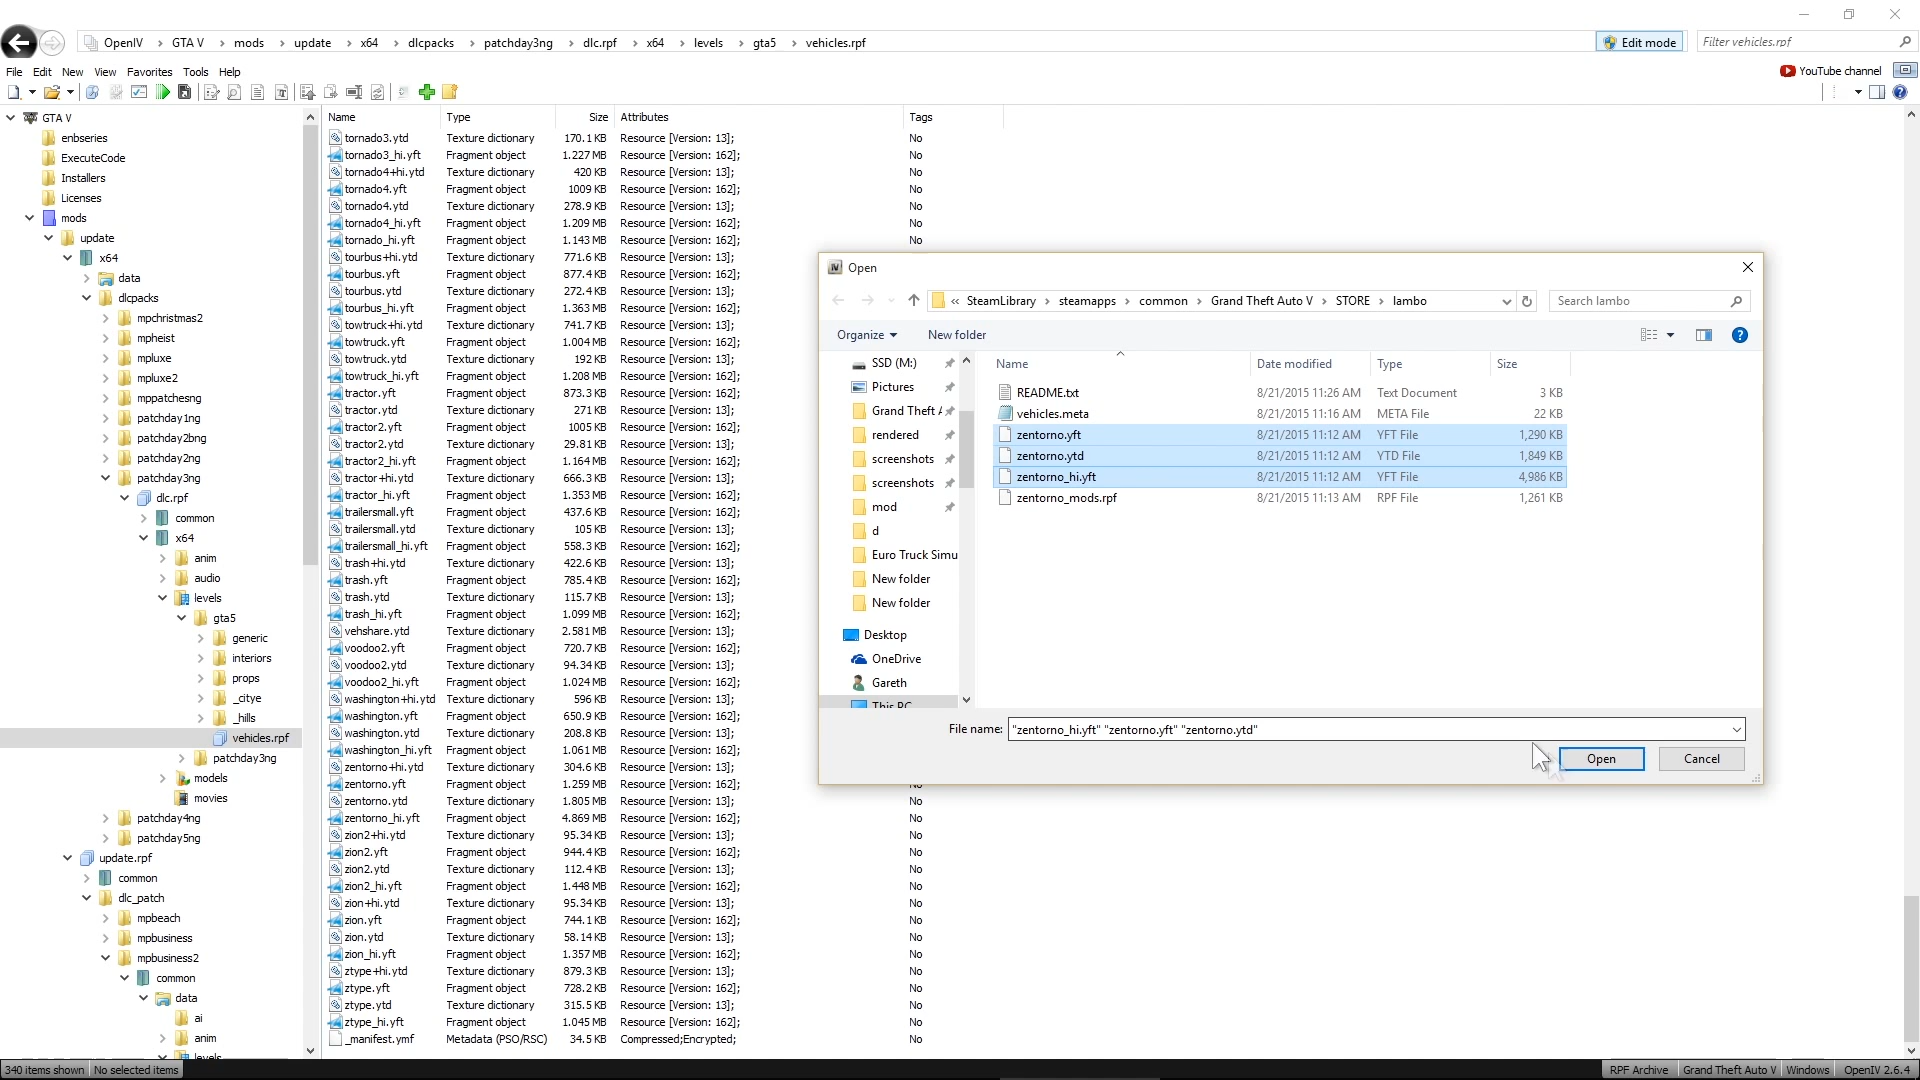 OpenIV › GTA V › mods › update › x64 › dlcpacks › patchday3ng › dlc.rpf › x64 › levels › gta5 › vehicles.rpf
Edit mode
Filter vehicles.rpf
File Edit New View Favorites Tools Help
YouTube channel
GTA V
enbseries
ExecuteCode
Installers
Licenses
mods
update
x64
data
dlcpacks
mpchristmas2
mpheist
mpluxe
mpluxe2
mppatchesng
patchday1ng
patchday2bng
patchday2ng
patchday3ng
dlc.rpf
common
x64
anim
audio
levels
gta5
generic
interiors
props
_citye
_hills
vehicles.rpf
patchday3ng
models
movies
patchday4ng
patchday5ng
update.rpf
common
dlc_patch
mpbeach
mpbusiness
mpbusiness2
common
data
ai
anim
levels
Name Type Size Attributes Tags
tornado3.ytd Texture dictionary 170.1 KB Resource [Version: 13]; No
tornado3_hi.yft Fragment object 1.227 MB Resource [Version: 162]; No
tornado4+hi.ytd Texture dictionary 420 KB Resource [Version: 13]; No
tornado4.yft Fragment object 1009 KB Resource [Version: 162]; No
tornado4.ytd Texture dictionary 278.9 KB Resource [Version: 13]; No
tornado4_hi.yft Fragment object 1.209 MB Resource [Version: 162]; No
tornado_hi.yft Fragment object 1.143 MB Resource [Version: 162]; No
tourbus+hi.ytd Texture dictionary 771.6 KB Resource [Version: 13];
tourbus.yft Fragment object 877.4 KB Resource [Version: 162];
tourbus.ytd Texture dictionary 272.4 KB Resource [Version: 13];
tourbus_hi.yft Fragment object 1.363 MB Resource [Version: 162];
towtruck+hi.ytd Texture dictionary 741.7 KB Resource [Version: 13];
towtruck.yft Fragment object 1.004 MB Resource [Version: 162];
towtruck.ytd Texture dictionary 192 KB Resource [Version: 13];
towtruck_hi.yft Fragment object 1.208 MB Resource [Version: 162];
tractor.yft Fragment object 873.3 KB Resource [Version: 162];
tractor.ytd Texture dictionary 271 KB Resource [Version: 13];
tractor2.yft Fragment object 1005 KB Resource [Version: 162];
tractor2.ytd Texture dictionary 29.81 KB Resource [Version: 13];
tractor2_hi.yft Fragment object 1.164 MB Resource [Version: 162];
tractor+hi.ytd Texture dictionary 666.3 KB Resource [Version: 13];
tractor_hi.yft Fragment object 1.353 MB Resource [Version: 162];
trailersmall.yft Fragment object 437.6 KB Resource [Version: 162];
trailersmall.ytd Texture dictionary 105 KB Resource [Version: 13];
trailersmall_hi.yft Fragment object 558.3 KB Resource [Version: 162];
trash+hi.ytd Texture dictionary 422.6 KB Resource [Version: 13];
trash.yft Fragment object 785.4 KB Resource [Version: 162];
trash.ytd Texture dictionary 115.7 KB Resource [Version: 13];
trash_hi.yft Fragment object 1.099 MB Resource [Version: 162];
vehshare.ytd Texture dictionary 2.581 MB Resource [Version: 13];
voodoo2.yft Fragment object 720.7 KB Resource [Version: 162];
voodoo2.ytd Texture dictionary 94.34 KB Resource [Version: 13];
voodoo2_hi.yft Fragment object 1.024 MB Resource [Version: 162];
washington+hi.ytd Texture dictionary 596 KB Resource [Version: 13];
washington.yft Fragment object 650.9 KB Resource [Version: 162];
washington.ytd Texture dictionary 208.8 KB Resource [Version: 13];
washington_hi.yft Fragment object 1.061 MB Resource [Version: 162];
zentorno+hi.ytd Texture dictionary 304.6 KB Resource [Version: 13];
zentorno.yft Fragment object 1.259 MB Resource [Version: 162]; No
zentorno.ytd Texture dictionary 1.805 MB Resource [Version: 13]; No
zentorno_hi.yft Fragment object 4.869 MB Resource [Version: 162]; No
zion2+hi.ytd Texture dictionary 95.34 KB Resource [Version: 13]; No
zion2.yft Fragment object 944.4 KB Resource [Version: 162]; No
zion2.ytd Texture dictionary 112.4 KB Resource [Version: 13]; No
zion2_hi.yft Fragment object 1.448 MB Resource [Version: 162]; No
zion+hi.ytd Texture dictionary 95.34 KB Resource [Version: 13]; No
zion.yft Fragment object 744.1 KB Resource [Version: 162]; No
zion.ytd Texture dictionary 58.14 KB Resource [Version: 13]; No
zion_hi.yft Fragment object 1.357 MB Resource [Version: 162]; No
ztype+hi.ytd Texture dictionary 879.3 KB Resource [Version: 13]; No
ztype.yft Fragment object 728.2 KB Resource [Version: 162]; No
ztype.ytd Texture dictionary 315.5 KB Resource [Version: 13]; No
ztype_hi.yft Fragment object 1.045 MB Resource [Version: 162]; No
_manifest.ymf Metadata (PSO/RSC) 34.5 KB Compressed;Encrypted; No
Open
« SteamLibrary › steamapps › common › Grand Theft Auto V › STORE › lambo
Search lambo
Organize New folder
SSD (M:)
Pictures
Grand Theft A
rendered
screenshots
screenshots
mod
d
Euro Truck Simu
New folder
New folder
Desktop
OneDrive
Gareth
This PC
Name Date modified Type Size
README.txt 8/21/2015 11:26 AM Text Document 3 KB
vehicles.meta 8/21/2015 11:16 AM META File 22 KB
zentorno.yft 8/21/2015 11:12 AM YFT File 1,290 KB
zentorno.ytd 8/21/2015 11:12 AM YTD File 1,849 KB
zentorno_hi.yft 8/21/2015 11:12 AM YFT File 4,986 KB
zentorno_mods.rpf 8/21/2015 11:13 AM RPF File 1,261 KB
File name: "zentorno_hi.yft" "zentorno.yft" "zentorno.ytd"
Open Cancel
340 items shown No selected items
RPF Archive Grand Theft Auto V Windows OpenIV 2.6.4